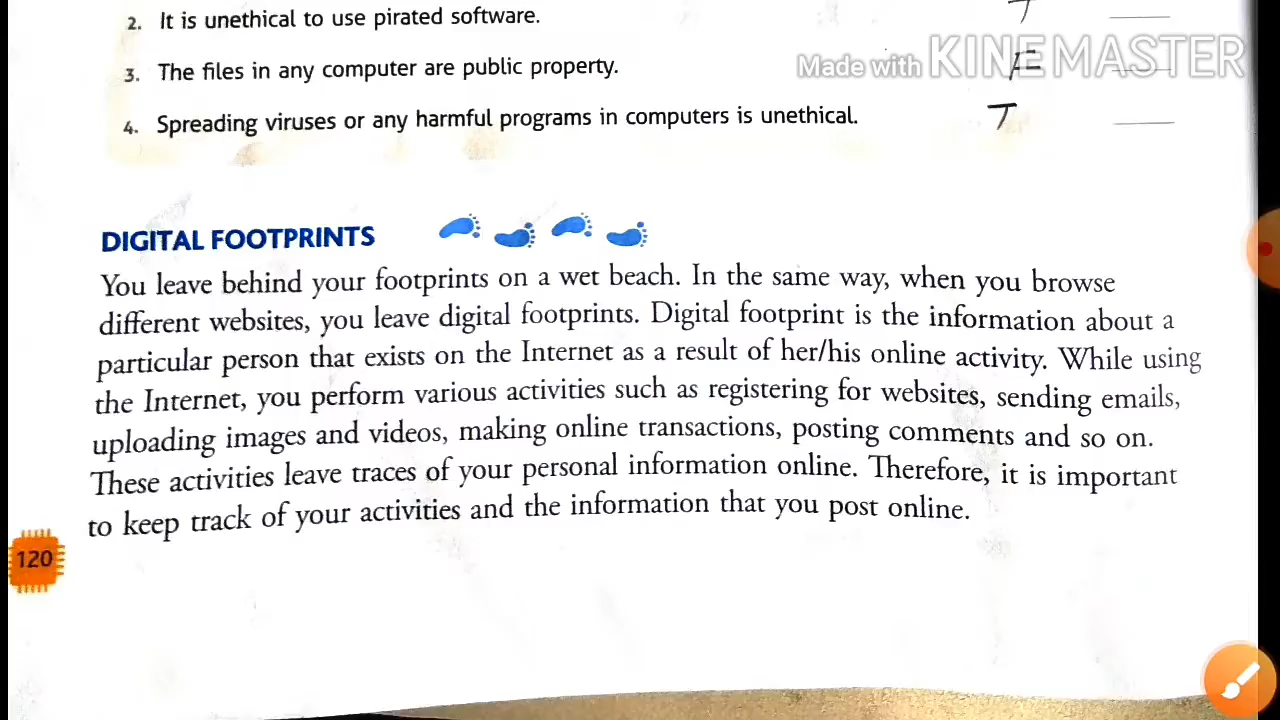 2. It is unethical to use pirated software. T
Made with KINEMASTER
3. The files in any computer are public property. F
4. Spreading viruses or any harmful programs in computers is unethical. T
DIGITAL FOOTPRINTS
You leave behind your footprints on a wet beach. In the same way, when you browse
different websites, you leave digital footprints. Digital footprint is the information about a
particular person that exists on the Internet as a result of her/his online activity. While using
the Internet, you perform various activities such as registering for websites, sending emails,
uploading images and videos, making online transactions, posting comments and so on.
These activities leave traces of your personal information online. Therefore, it is important
to keep track of your activities and the information that you post online.
120